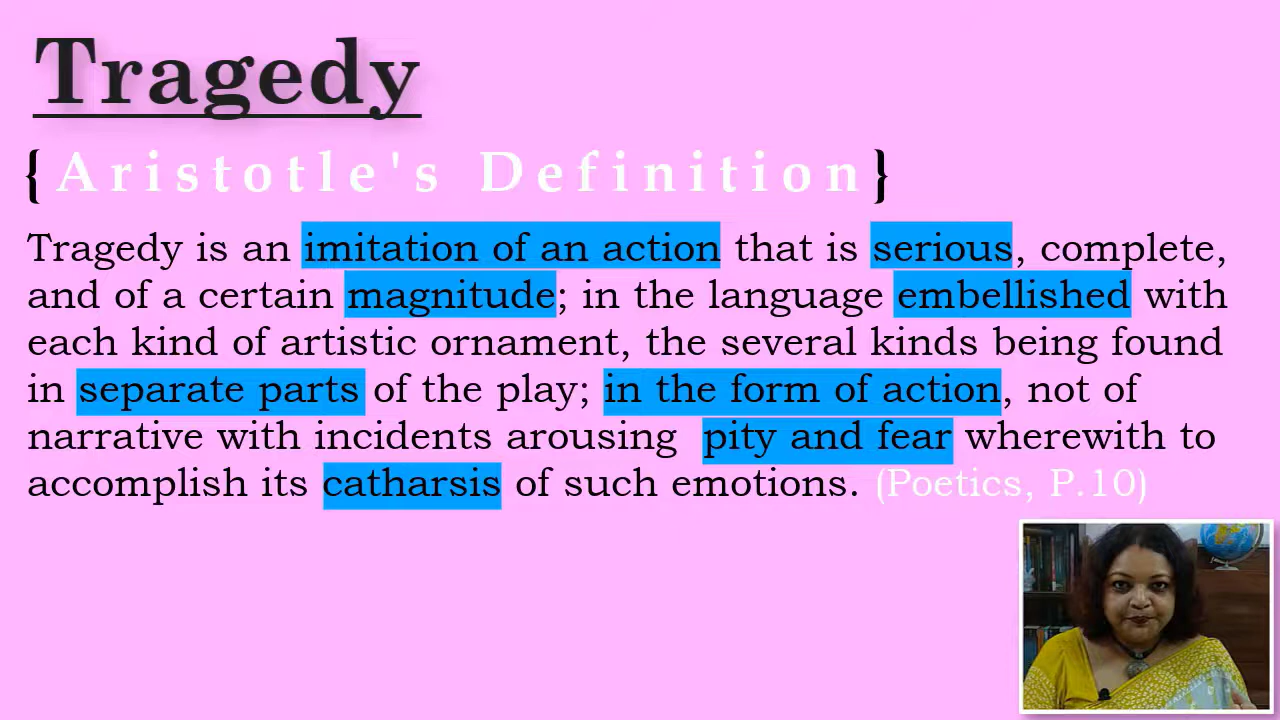 Tragedy
{Aristotle's Definition}
Tragedy is an imitation of an action that is serious, complete,
and of a certain magnitude; in the language embellished with
each kind of artistic ornament, the several kinds being found
in separate parts of the play; in the form of action, not of
narrative with incidents arousing pity and fear wherewith to
accomplish its catharsis of such emotions. (Poetics, P.10)